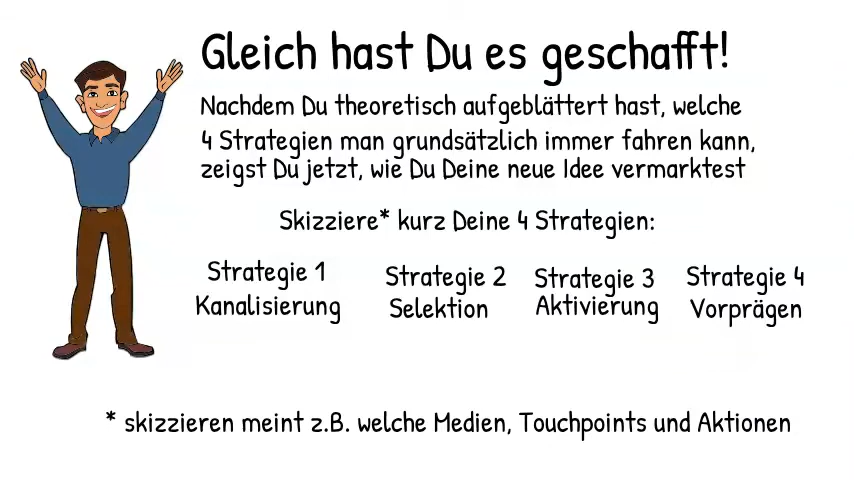 Gleich hast Du es geschafft!
Nachdem Du theoretisch aufgeblättert hast, welche
4 Strategien man grundsätzlich immer fahren kann,
zeigst Du jetzt, wie Du Deine neue Idee vermarktest
Skizziere* kurz Deine 4 Strategien:
Strategie 1 Strategie 2 Strategie 3 Strategie 4
Kanalisierung Selektion Aktivierung Vorprägen
* skizzieren meint z.B. welche Medien, Touchpoints und Aktionen